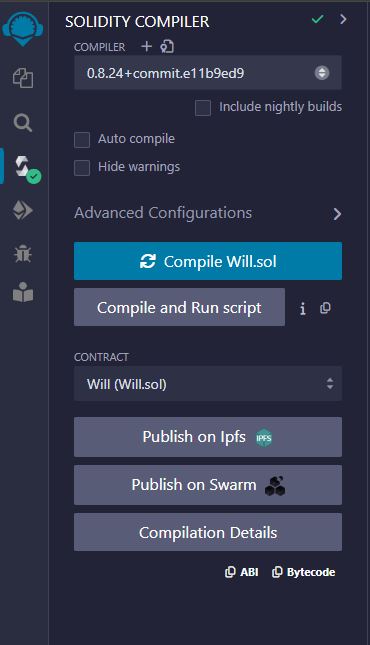 SOLIDITY COMPILER
COMPILER
0.8.24+commit.e11b9ed9
Include nightly builds
Auto compile
Hide warnings
Advanced Configurations
Compile Will.sol
Compile and Run script
CONTRACT
Will (Will.sol)
Publish on Ipfs IPFS
Publish on Swarm
Compilation Details
ABI Bytecode